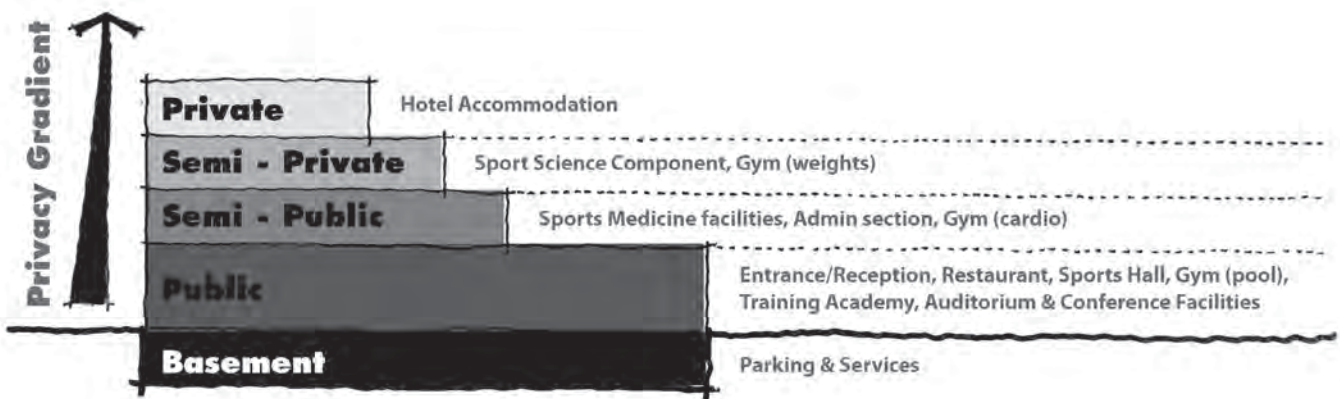 Privacy Gradient
Private
Hotel Accommodation
Semi - Private
Sport Science Component, Gym (weights)
Semi - Public
Sports Medicine facilities, Admin section, Gym (cardio)
Public
Entrance/Reception, Restaurant, Sports Hall, Gym (pool),
Training Academy, Auditorium & Conference Facilities
Basement
Parking & Services